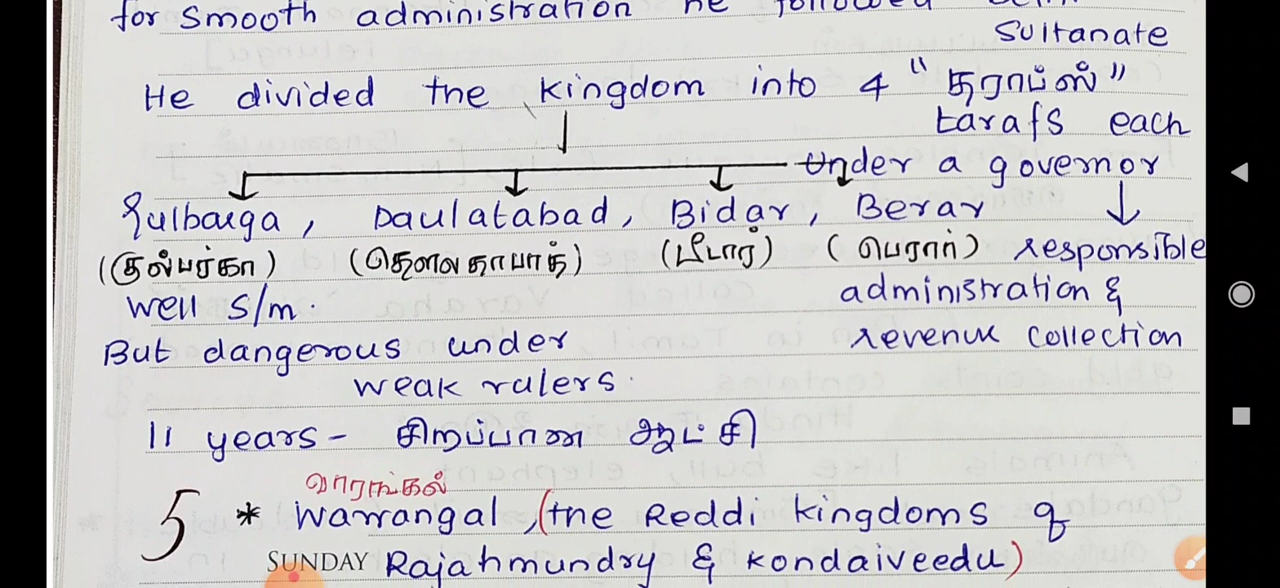 for smooth administration he followed
Sultanate
He divided the kingdom into 4 "தராப்ஸ்"
tarafs each
under a governor
Gulbarga, Daulatabad, Bidar, Berar
(குல்பர்கா) (தௌலதாபாத்) (பீடார்) (பெரார்) responsible
well s/m. administration &
But dangerous under revenue collection
weak rulers.
11 years - சிறப்பான ஆட்சி
வாரங்கல்
5 * Warrangal, (the Reddi kingdoms of
SUNDAY Rajahmundry & Kondaiveedu)